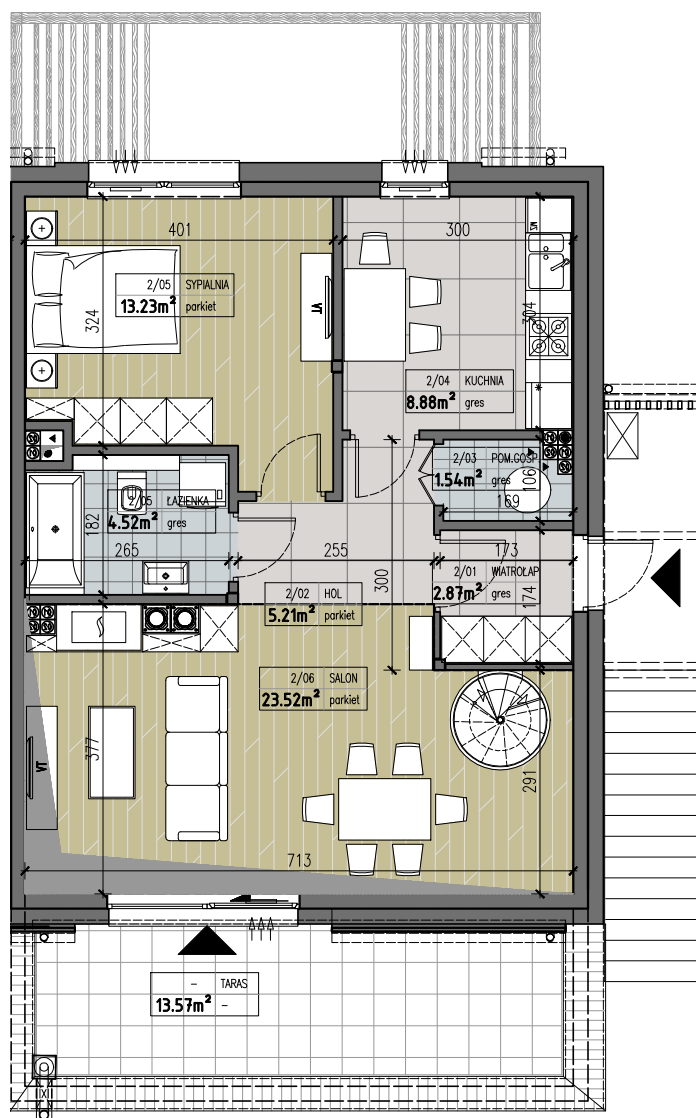 401
300
2/05 SYPIALNIA
13.23m² parkiet
324
TV
ZM
304
2/04 KUCHNIA
8.88m² gres
2/03 POM.GOSP
1.54m² gres
106
169
2/05 ŁAZIENKA
4.52m² gres
182
265
255
173
2/01 WIATROŁAP
2.87m² gres
174
300
2/02 HOL
5.21m² parkiet
2/06 SALON
23.52m² parkiet
377
TV
291
713
- TARAS
13.57m² -